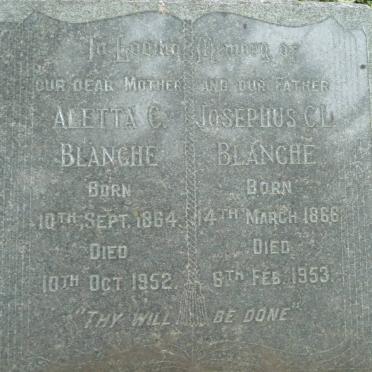 In Loving Memory of
OUR DEAR MOTHER
ALETTA C.
BLANCHE
BORN
10TH SEPT. 1864.
DIED
10TH OCT 1952.
AND OUR FATHER
JOSEPHUS C.L.
BLANCHE
BORN
14TH MARCH 1866
DIED
6TH FEB. 1953.
"THY WILL BE DONE"